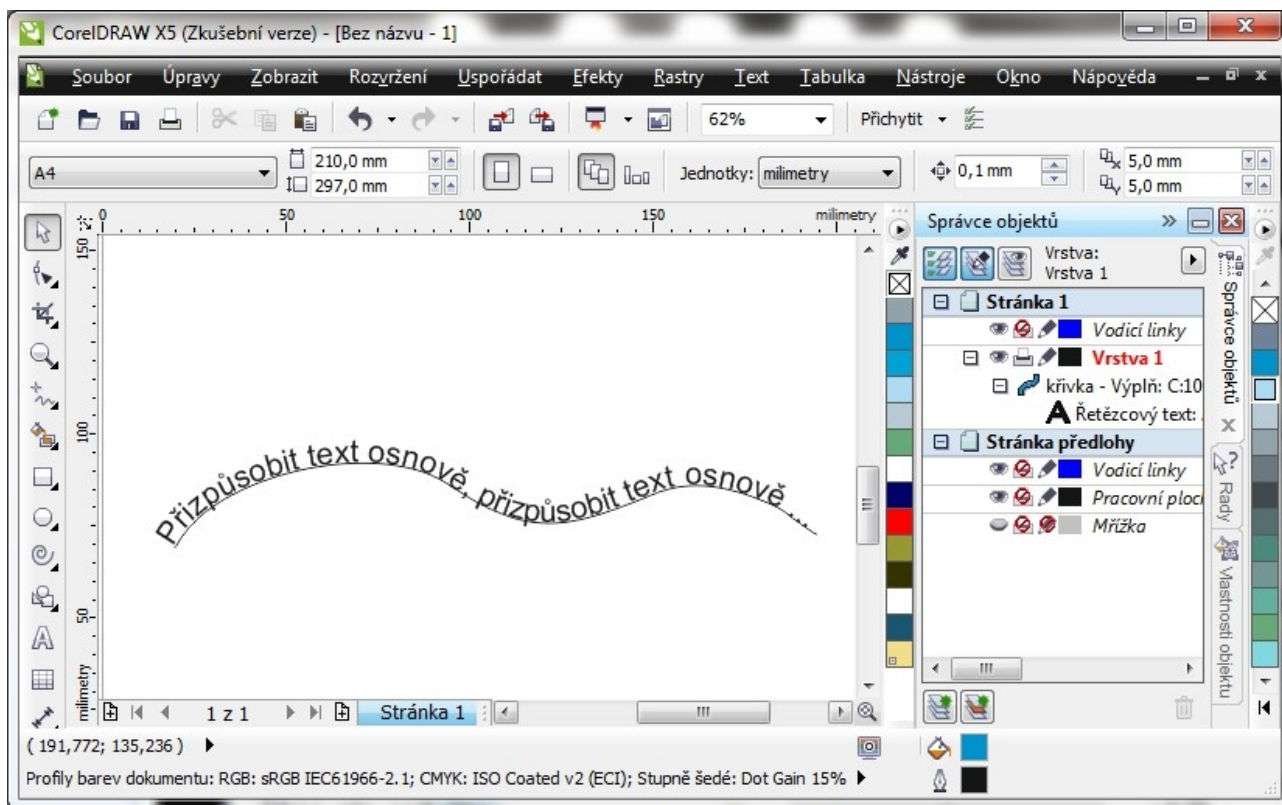 CorelDRAW X5 (Zkušební verze) - [Bez názvu - 1]
Soubor Úpravy Zobrazit Rozvržení Uspořádat Efekty Rastry Text Tabulka Nástroje Okno Nápověda
62% Přichytit
A4 210,0 mm 297,0 mm Jednotky: milimetry 0,1 mm 5,0 mm 5,0 mm
0 50 100 150 milimetry
150
100
50
milimetry
Přizpůsobit text osnově, přizpůsobit text osnově ...
Správce objektů
Vrstva:
Vrstva 1
Stránka 1
Vodicí linky
Vrstva 1
křivka - Výplň: C:10
Řetězcový text: .
Stránka předlohy
Vodicí linky
Pracovní ploch
Mřížka
Správce objektů
Rady
Vlastnosti objektu
1 z 1 Stránka 1
( 191,772; 135,236 )
Profily barev dokumentu: RGB: sRGB IEC61966-2.1; CMYK: ISO Coated v2 (ECI); Stupně šedé: Dot Gain 15%